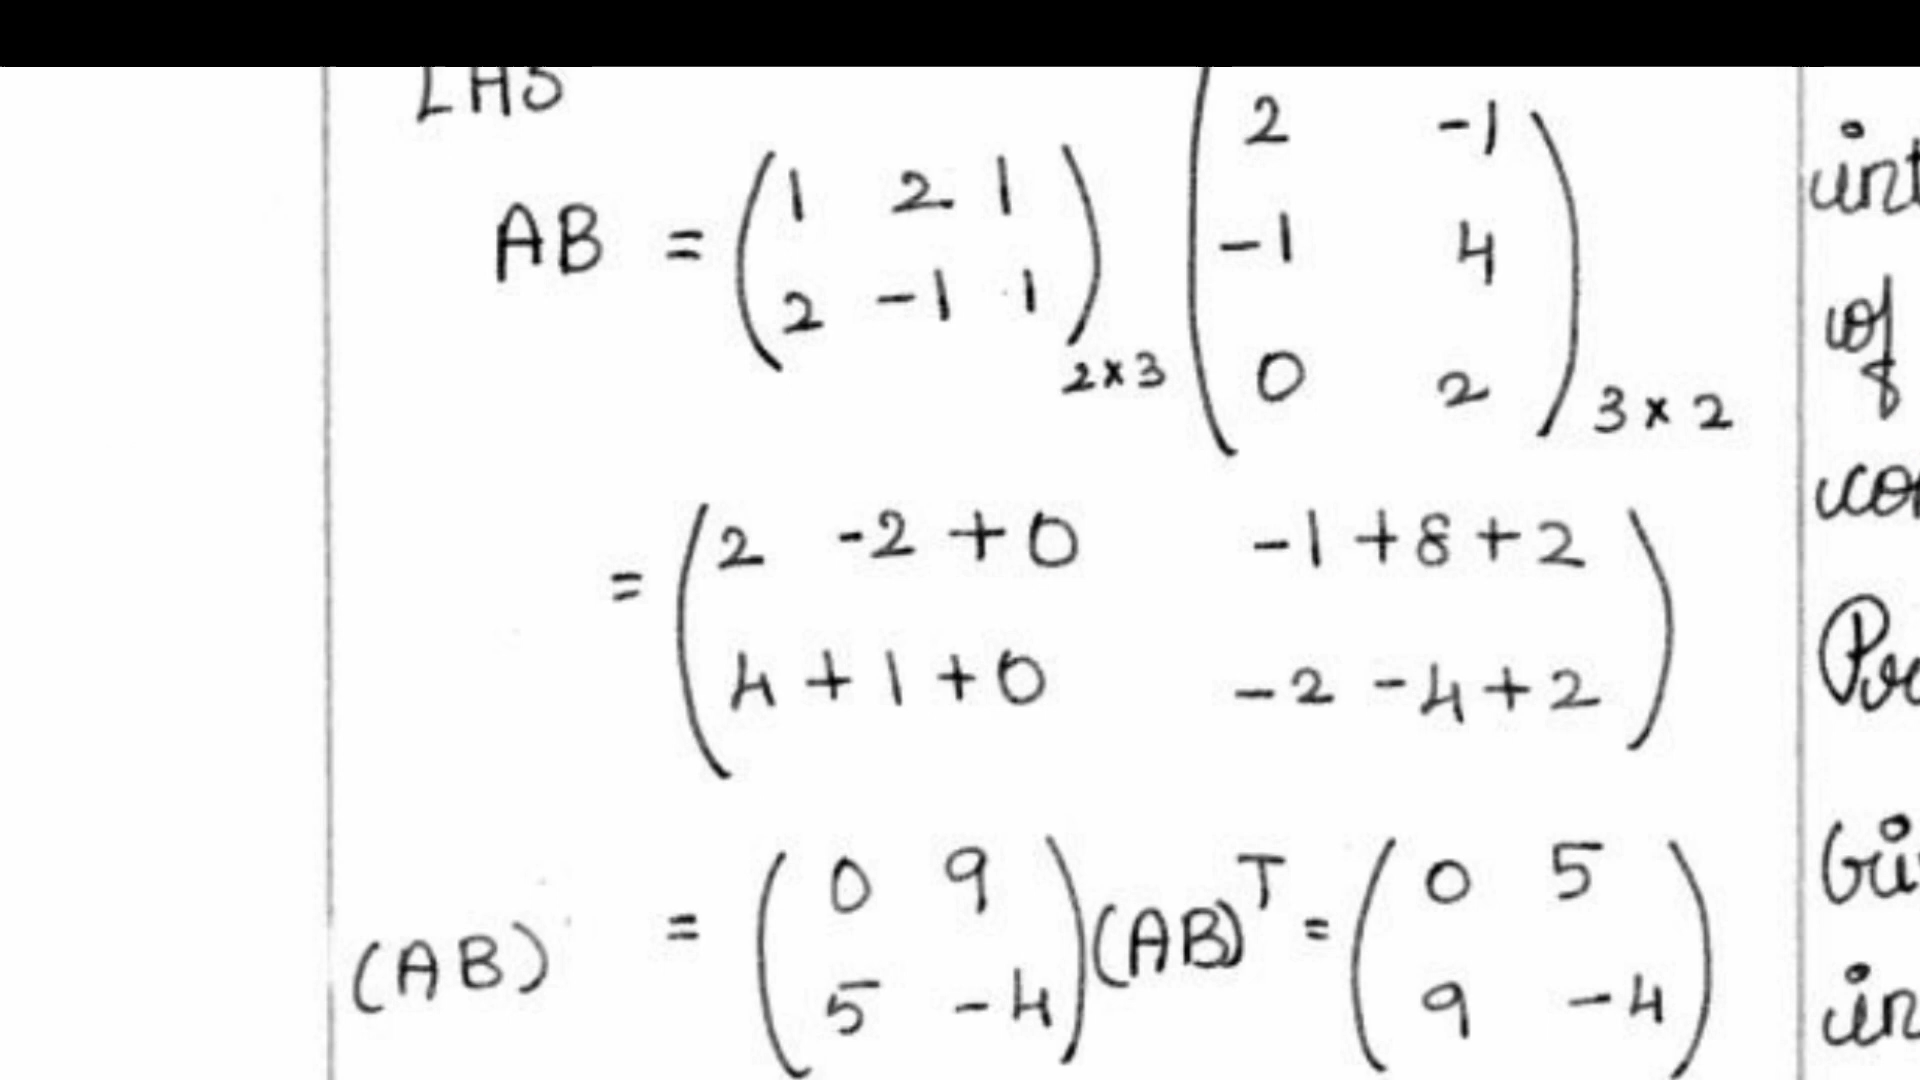 LHS
AB = ( 1 2 1 ) ( 2 -1 )
( 2 -1 1 ) 2×3 ( -1 4 )
( 0 2 ) 3×2
= ( 2 -2 + 0 -1 + 8 + 2 )
( 4 + 1 + 0 -2 -4 + 2 )
(AB) = ( 0 9 ) (AB)^T = ( 0 5 )
( 5 -4 ) ( 9 -4 )
of